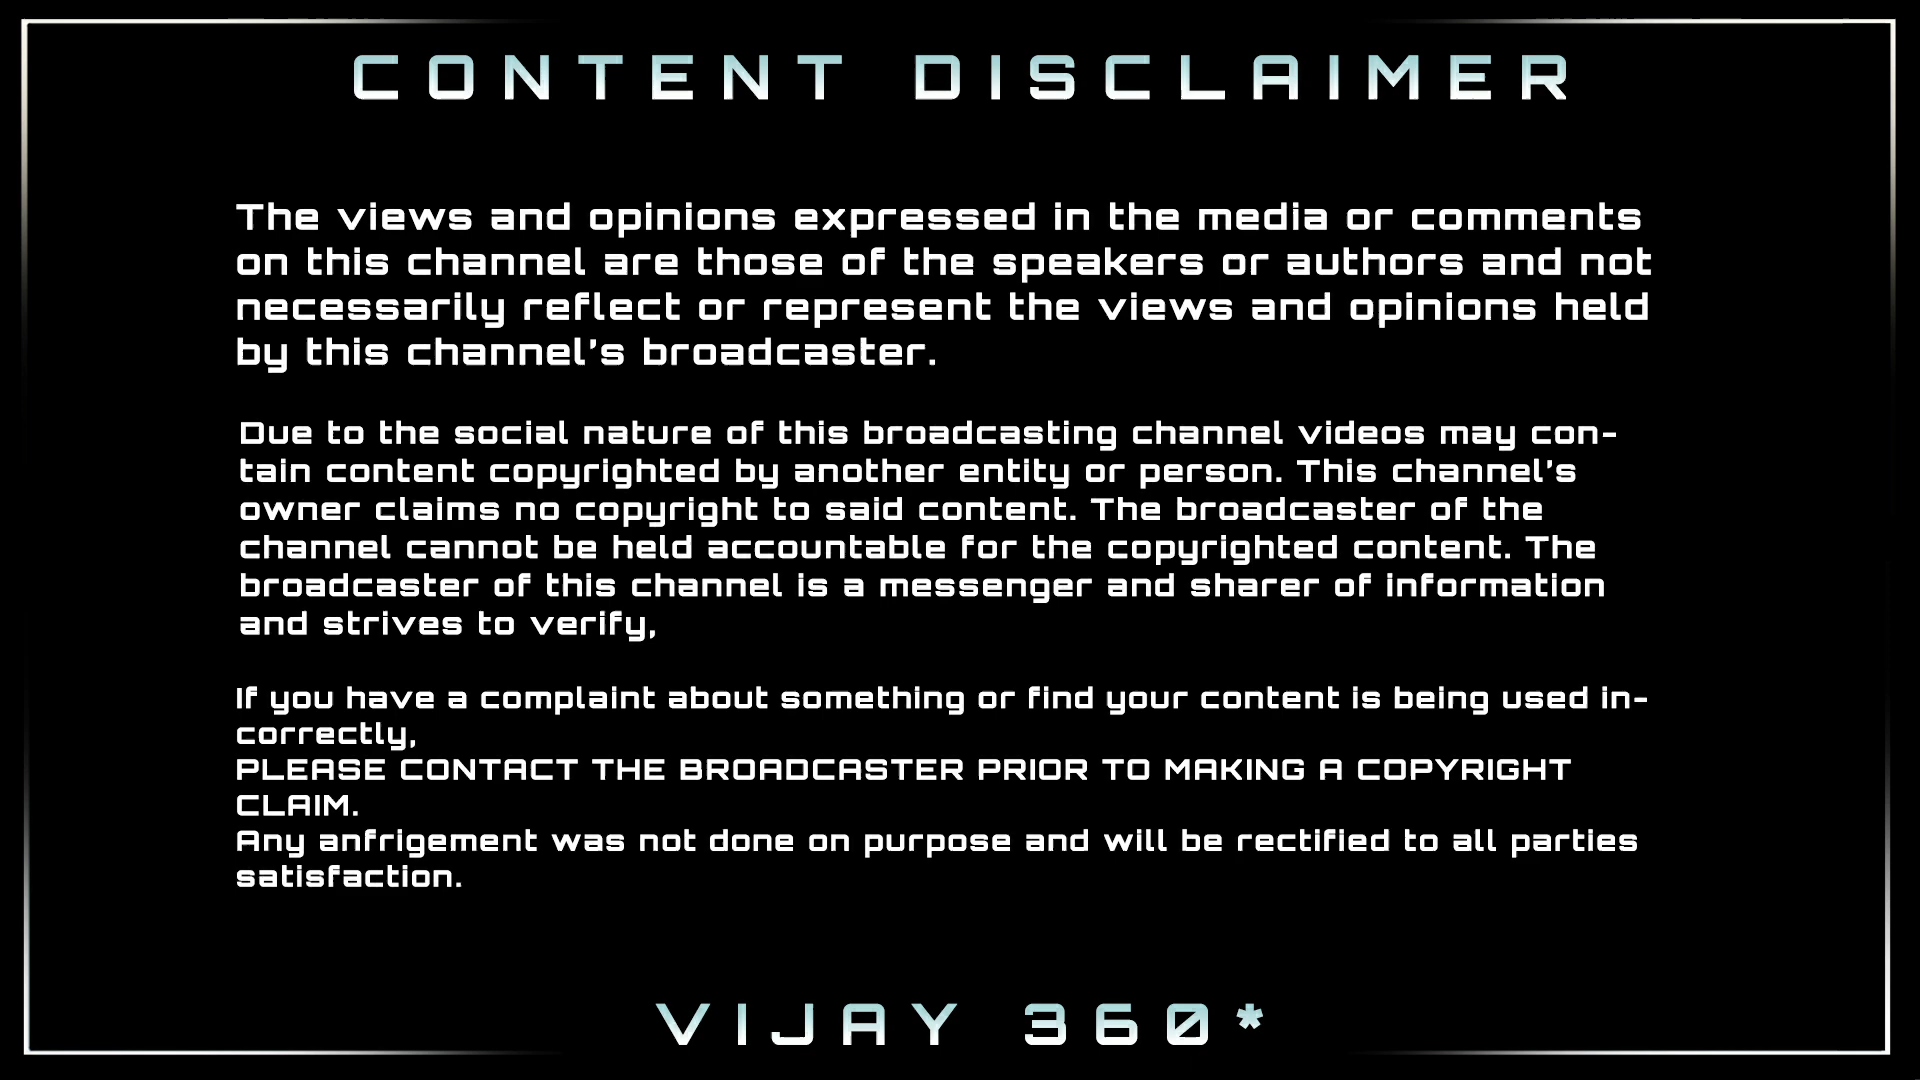 CONTENT DISCLAIMER
The views and opinions expressed in the media or comments
on this channel are those of the speakers or authors and not
necessarily reflect or represent the views and opinions held
by this channel's broadcaster.
Due to the social nature of this broadcasting channel videos may con-
tain content copyrighted by another entity or person. This channel's
owner claims no copyright to said content. The broadcaster of the
channel cannot be held accountable for the copyrighted content. The
broadcaster of this channel is a messenger and sharer of information
and strives to verify,
If you have a complaint about something or find your content is being used in-
correctly,
PLEASE CONTACT THE BROADCASTER PRIOR TO MAKING A COPYRIGHT
CLAIM.
Any anfrigement was not done on purpose and will be rectified to all parties
satisfaction.
VIJAY 360*